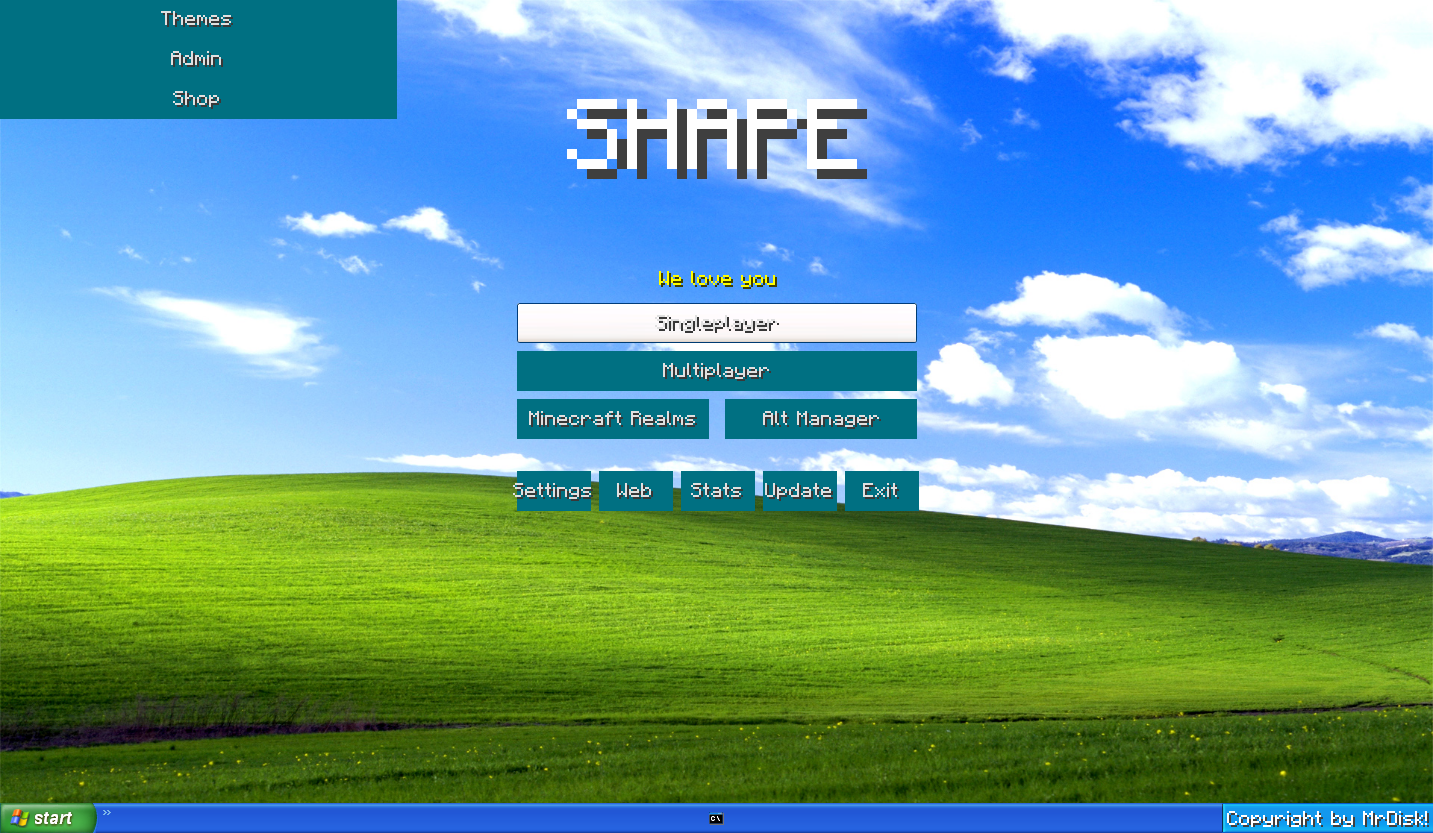 Themes
Admin
Shop
SHAPE
We love you
Singleplayer
Multiplayer
Minecraft Realms Alt Manager
Settings Web Stats Update Exit
start » C:\ Copyright by MrDisk!